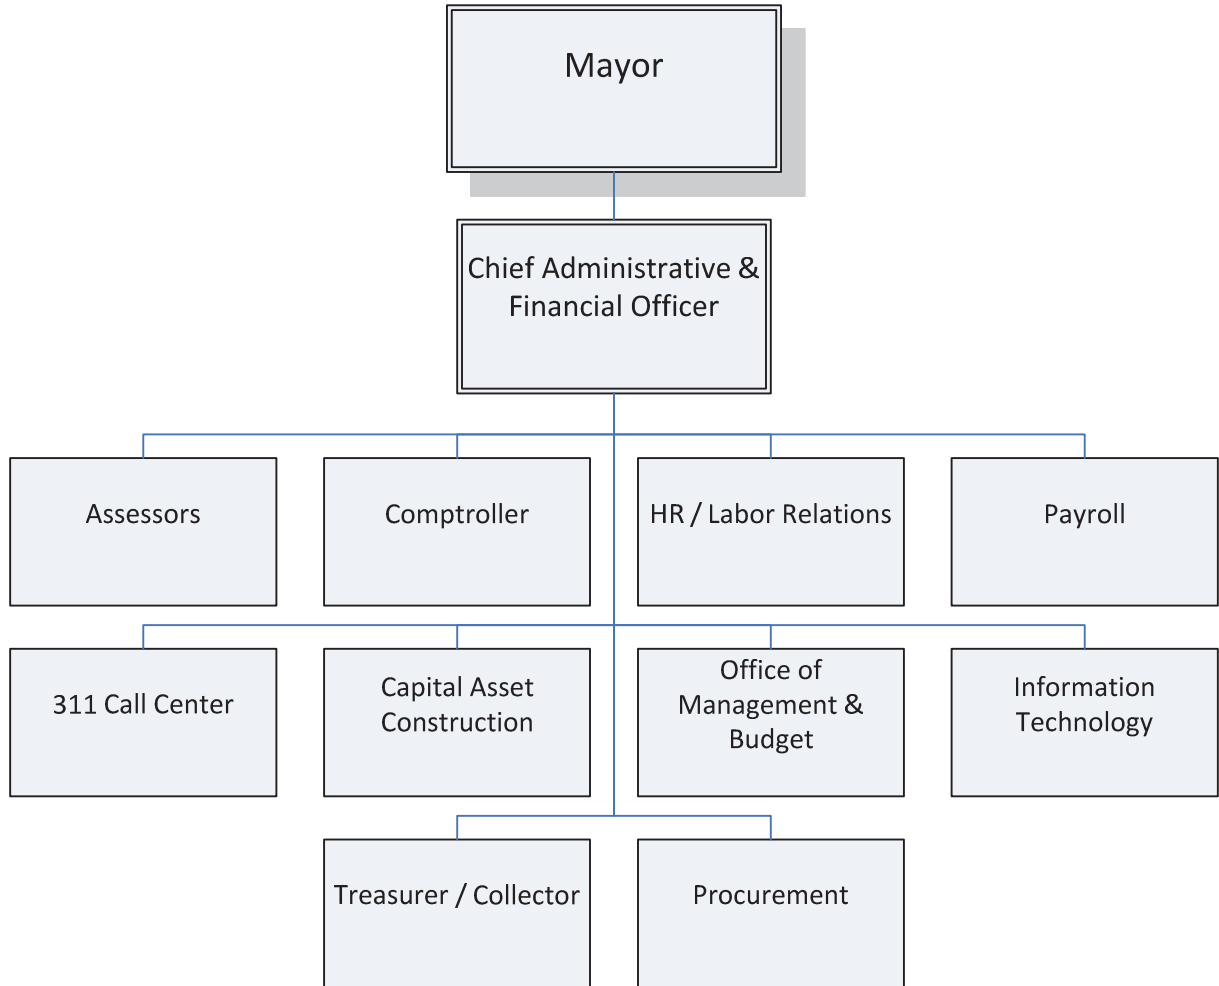 Mayor
Chief Administrative &
Financial Officer
Assessors
Comptroller
HR / Labor Relations
Payroll
311 Call Center
Capital Asset
Construction
Office of
Management &
Budget
Information
Technology
Treasurer / Collector
Procurement